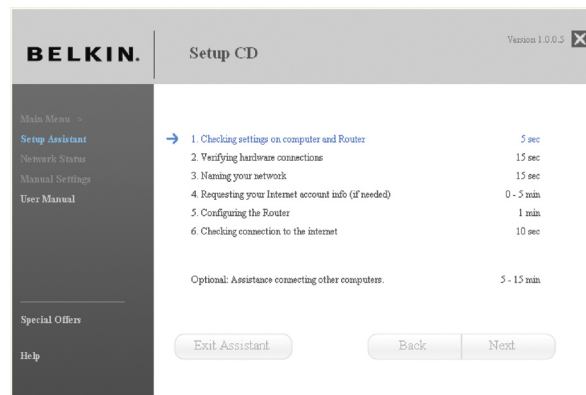 BELKIN.
Setup CD
Version 1.0.0.5
Main Menu >
Setup Assistant
Network Status
Manual Settings
User Manual
Special Offers
Help
1. Checking settings on computer and Router 5 sec
2. Verifying hardware connections 15 sec
3. Naming your network 15 sec
4. Requesting your Internet account info (if needed) 0 - 5 min
5. Configuring the Router 1 min
6. Checking connection to the internet 10 sec
Optional: Assistance connecting other computers. 5 - 15 min
Exit Assistant
Back
Next